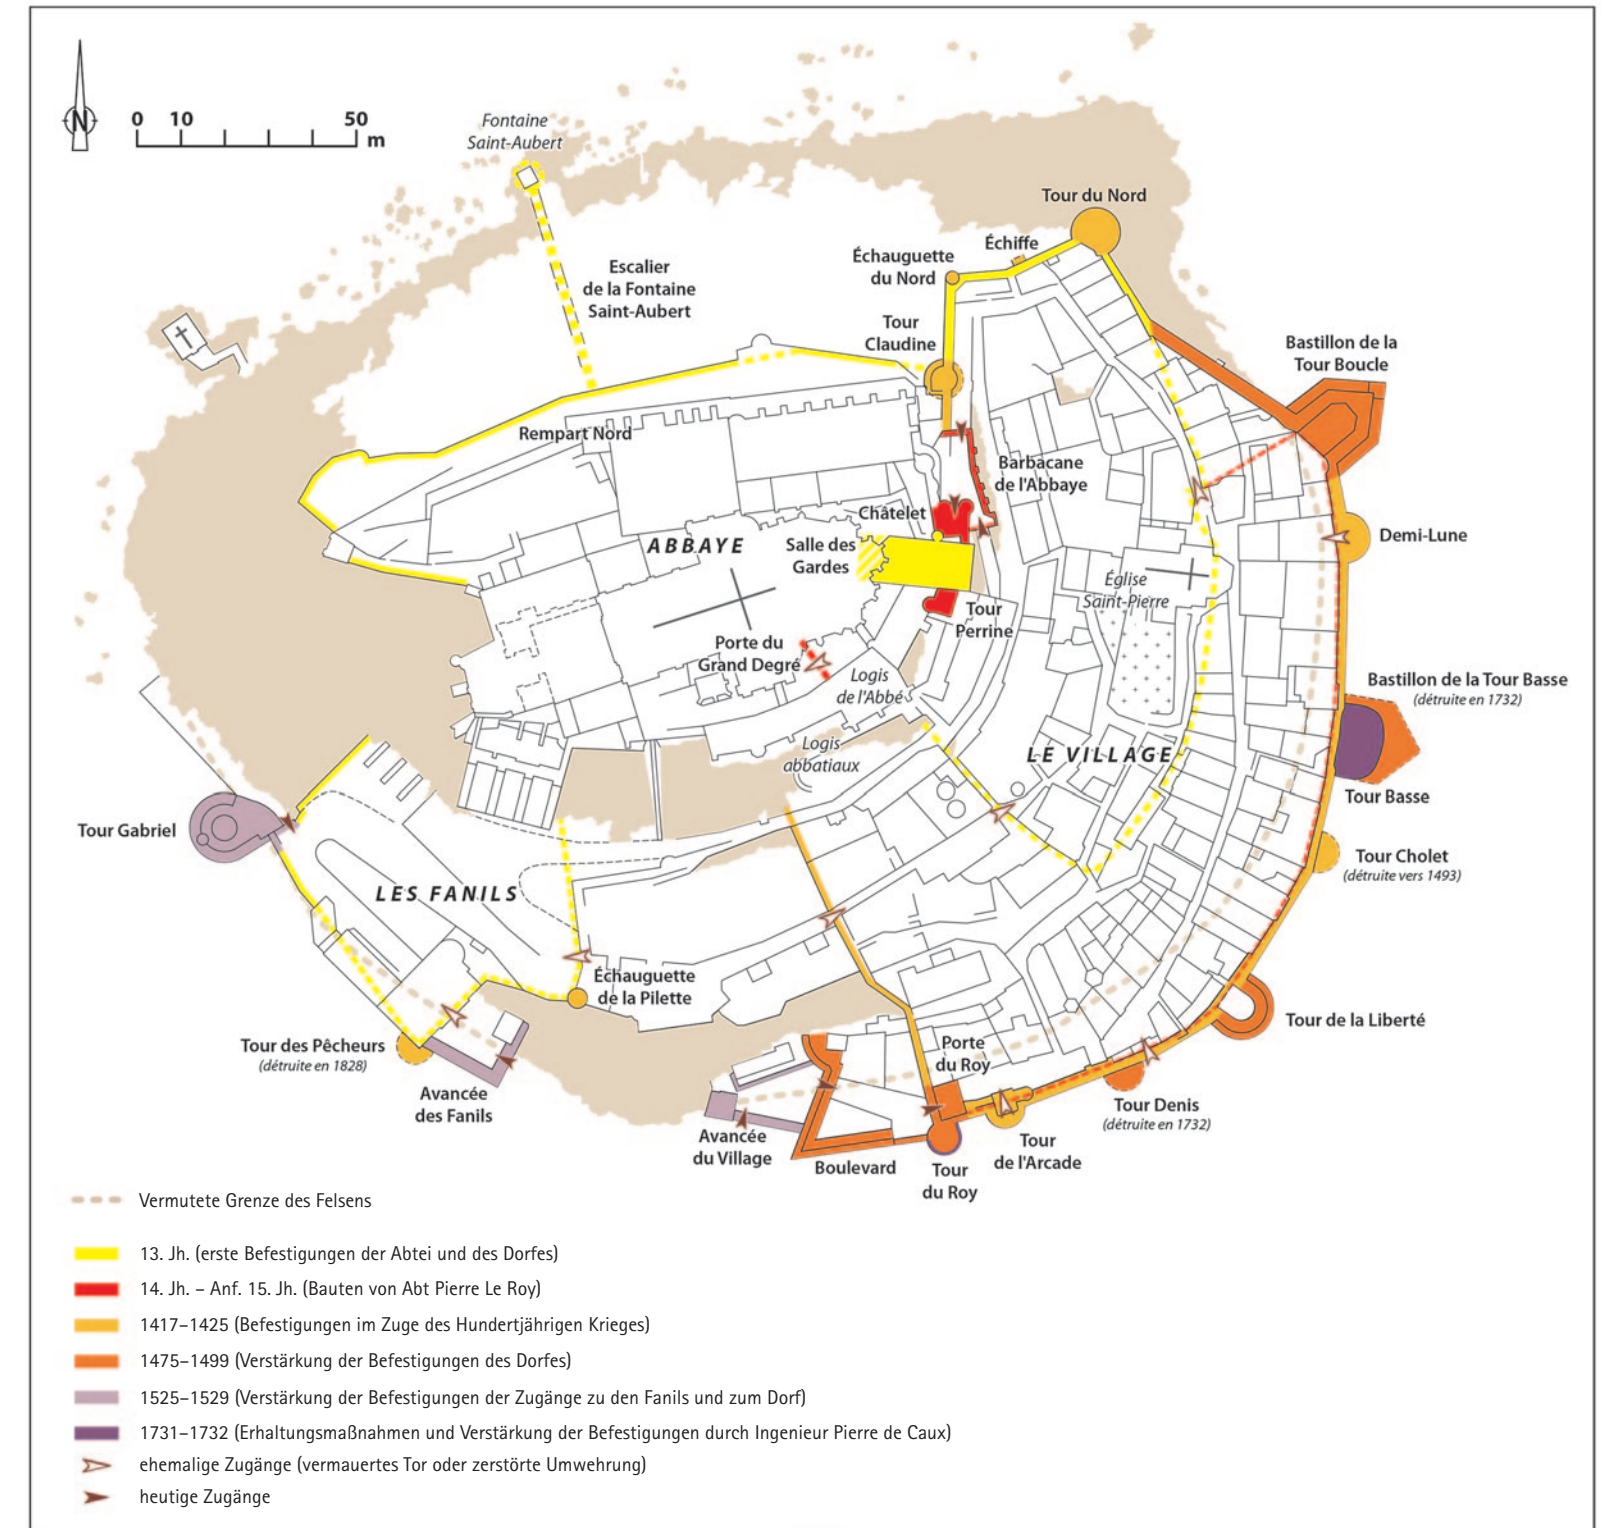 N
0 10 50
m
Fontaine
Saint-Aubert
Tour du Nord
Échiffe
Échauguette
du Nord
Escalier
de la Fontaine
Saint-Aubert
Tour
Claudine
Bastillon de la
Tour Boucle
Rempart Nord
Barbacane
de l'Abbaye
Châtelet
ABBAYE
Salle des
Gardes
Demi-Lune
Église
Saint-Pierre
Tour
Perrine
Porte du
Grand Degré
Logis
de l'Abbé
Bastillon de la Tour Basse
(détruite en 1732)
Logis
abbatiaux
LE VILLAGE
Tour Basse
Tour Gabriel
Tour Cholet
(détruite vers 1493)
LES FANILS
Échauguette
de la Pilette
Tour de la Liberté
Tour des Pêcheurs
(détruite en 1828)
Porte
du Roy
Avancée
des Fanils
Tour Denis
(détruite en 1732)
Avancée
du Village
Boulevard
Tour
du Roy
Tour
de l'Arcade
Vermutete Grenze des Felsens
13. Jh. (erste Befestigungen der Abtei und des Dorfes)
14. Jh. – Anf. 15. Jh. (Bauten von Abt Pierre Le Roy)
1417–1425 (Befestigungen im Zuge des Hundertjährigen Krieges)
1475–1499 (Verstärkung der Befestigungen des Dorfes)
1525–1529 (Verstärkung der Befestigungen der Zugänge zu den Fanils und zum Dorf)
1731–1732 (Erhaltungsmaßnahmen und Verstärkung der Befestigungen durch Ingenieur Pierre de Caux)
ehemalige Zugänge (vermauertes Tor oder zerstörte Umwehrung)
heutige Zugänge